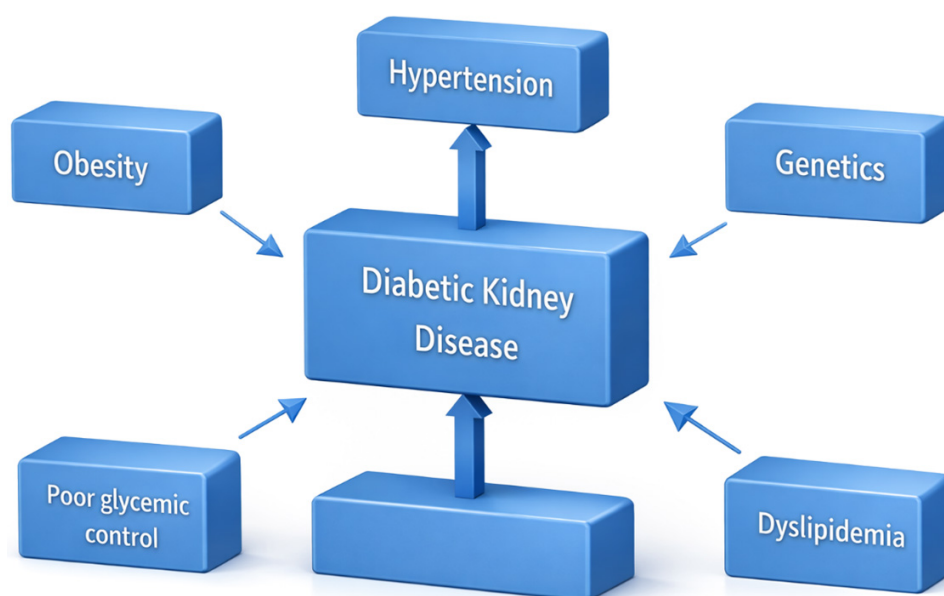 Hypertension
Obesity
Genetics
Diabetic Kidney
Disease
Poor glycemic
control
Dyslipidemia